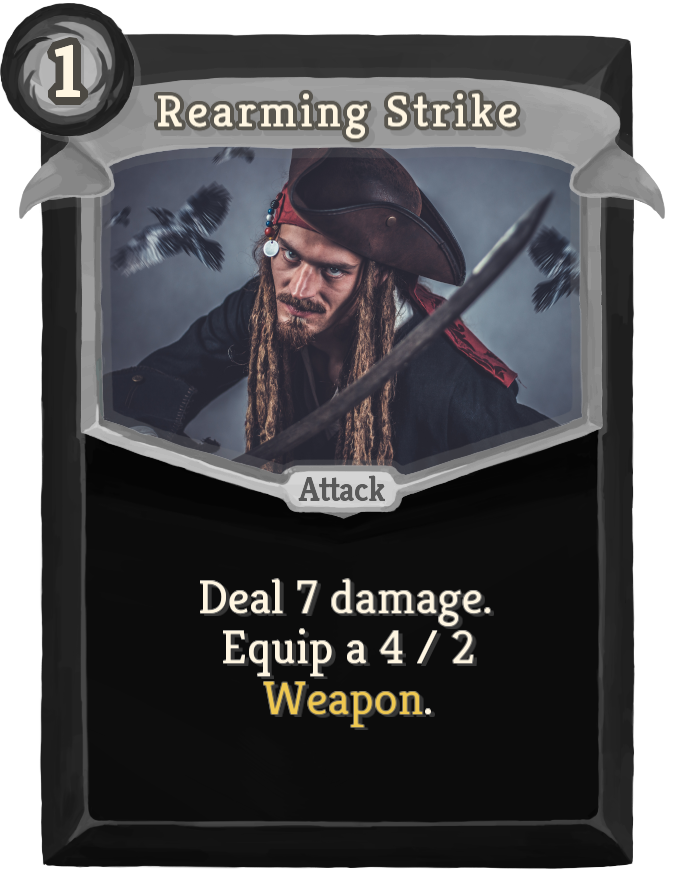 1
Rearming Strike
Attack
Deal 7 damage.
Equip a 4 / 2
Weapon.